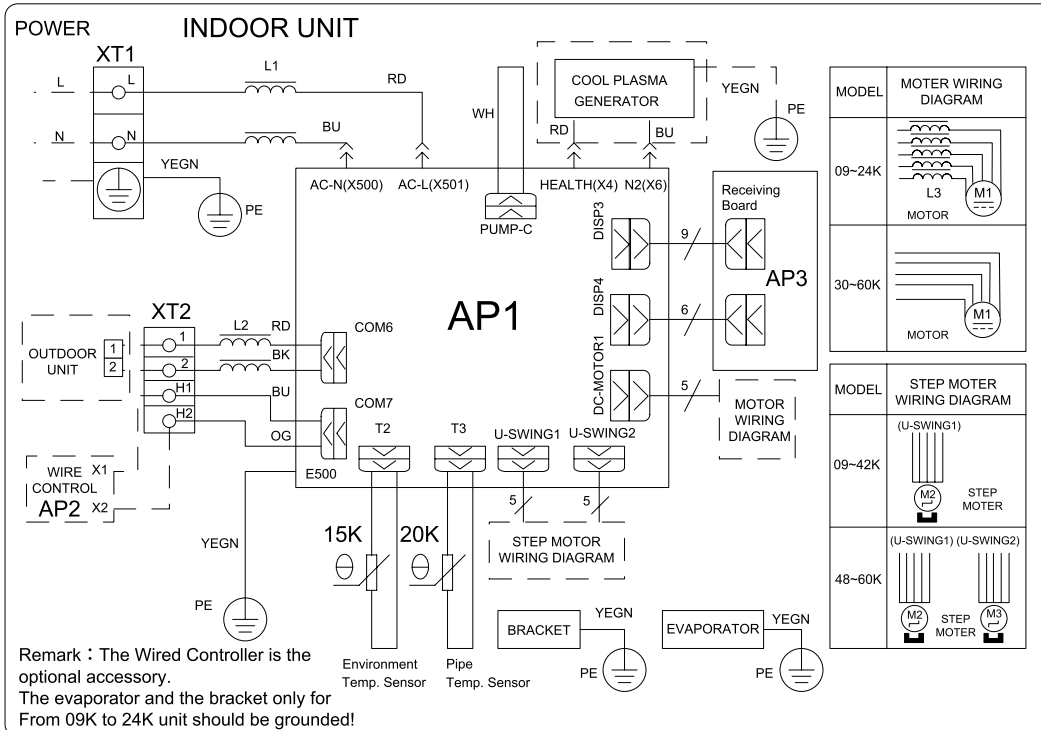 POWER
INDOOR UNIT
XT1
L
L
L1
RD
N
N
BU
YEGN
PE
AC-N(X500)
AC-L(X501)
WH
PUMP-C
COOL PLASMA
GENERATOR
RD
BU
YEGN
PE
HEALTH(X4)
N2(X6)
DISP3
9
Receiving
Board
AP3
DISP4
6
DC-MOTOR1
5
MOTOR
WIRING
DIAGRAM
AP1
XT2
OUTDOOR
UNIT
1
2
1
2
H1
H2
L2
RD
BK
COM6
BU
OG
COM7
WIRE
CONTROL
AP2
X1
X2
E500
YEGN
PE
T2
T3
U-SWING1
U-SWING2
15K
20K
5
5
STEP MOTOR
WIRING DIAGRAM
Environment
Temp. Sensor
Pipe
Temp. Sensor
BRACKET
YEGN
PE
EVAPORATOR
YEGN
PE
Remark：The Wired Controller is the
optional accessory.
The evaporator and the bracket only for
From 09K to 24K unit should be grounded!
MODEL
MOTER WIRING
DIAGRAM
09~24K
L3
M1
MOTOR
30~60K
M1
MOTOR
MODEL
STEP MOTER
WIRING DIAGRAM
09~42K
(U-SWING1)
M2
STEP
MOTER
48~60K
(U-SWING1) (U-SWING2)
M2
STEP
MOTER
M3